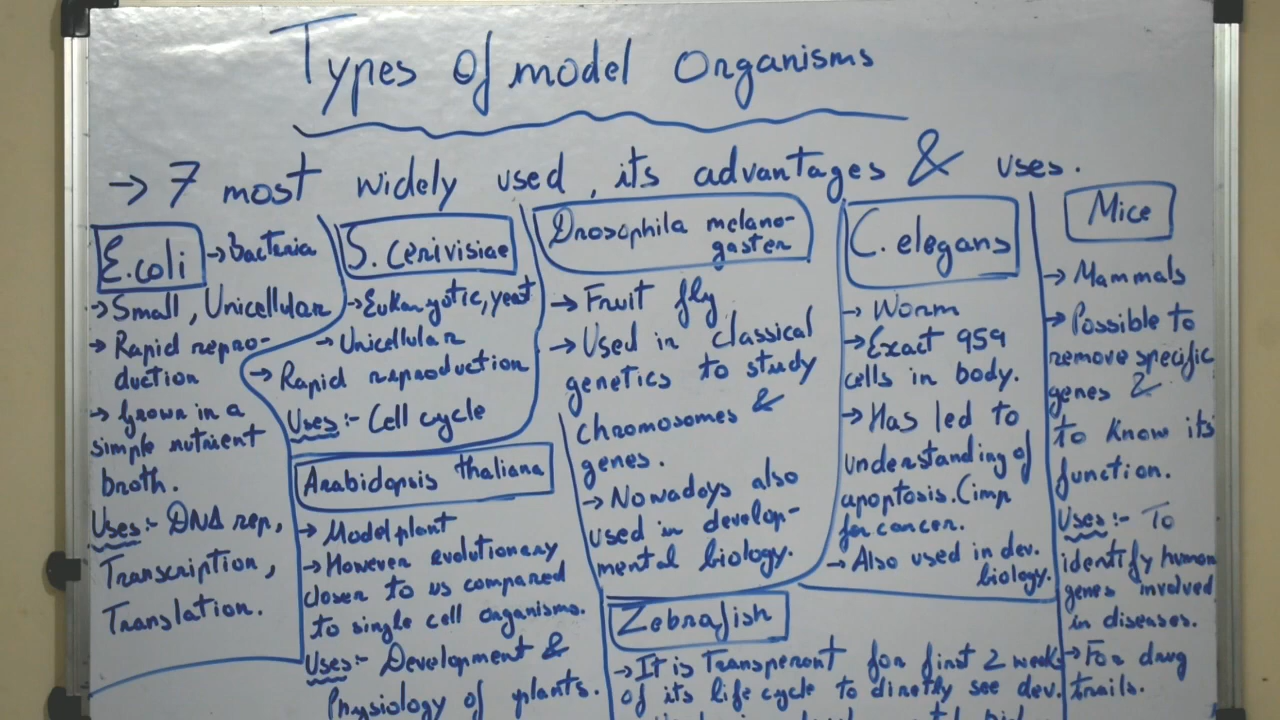 Types of model Organisms
→ 7 most widely used, its advantages & uses.
E.coli → Bacteria
→ Small, Unicellular
→ Rapid repro-
duction
→ Grown in a
simple nutrient
broth.
Uses:- DNA rep,
Transcription,
Translation.
S. Cerivisiae
→ Eukaryotic, yeast
→ Unicellular
→ Rapid reproduction
Uses:- Cell cycle
Arabidopsis thaliana
→ Model plant
→ However evolutionary
closer to us compared
to single cell organisms.
Uses:- Development &
Physiology of plants.
Drosophila melano-
gaster
→ Fruit fly
→ Used in classical
genetics to study
chromosomes &
genes.
→ Nowadays also
used in develop-
mental biology.
C. elegans
→ Worm
→ Exact 959
cells in body.
→ Has led to
understanding of
apoptosis. (imp
for cancer.
→ Also used in dev.
biology.
Zebrafish
→ It is Transperent for first 2 weeks
of its life cycle to directly see dev.
Mice
→ Mammals
→ Possible to
remove specific
genes &
to know its
function.
Uses:- To
identify human
genes involved
in diseases.
→ For drug
trails.